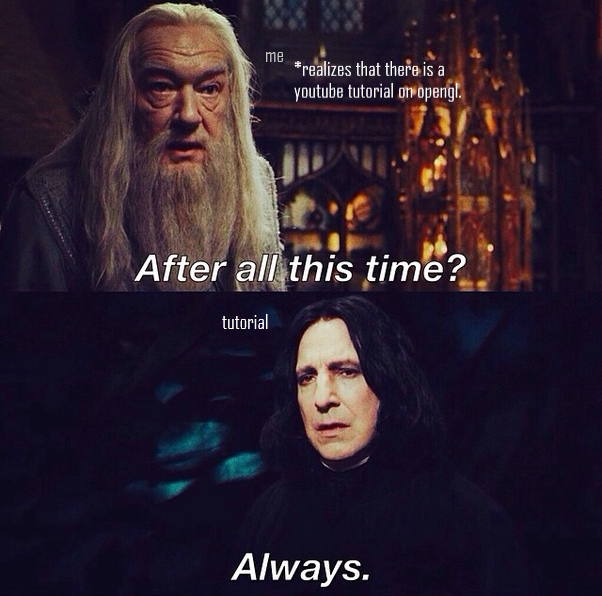 me
*realizes that there is a
youtube tutorial on opengl.
After all this time?
tutorial
Always.